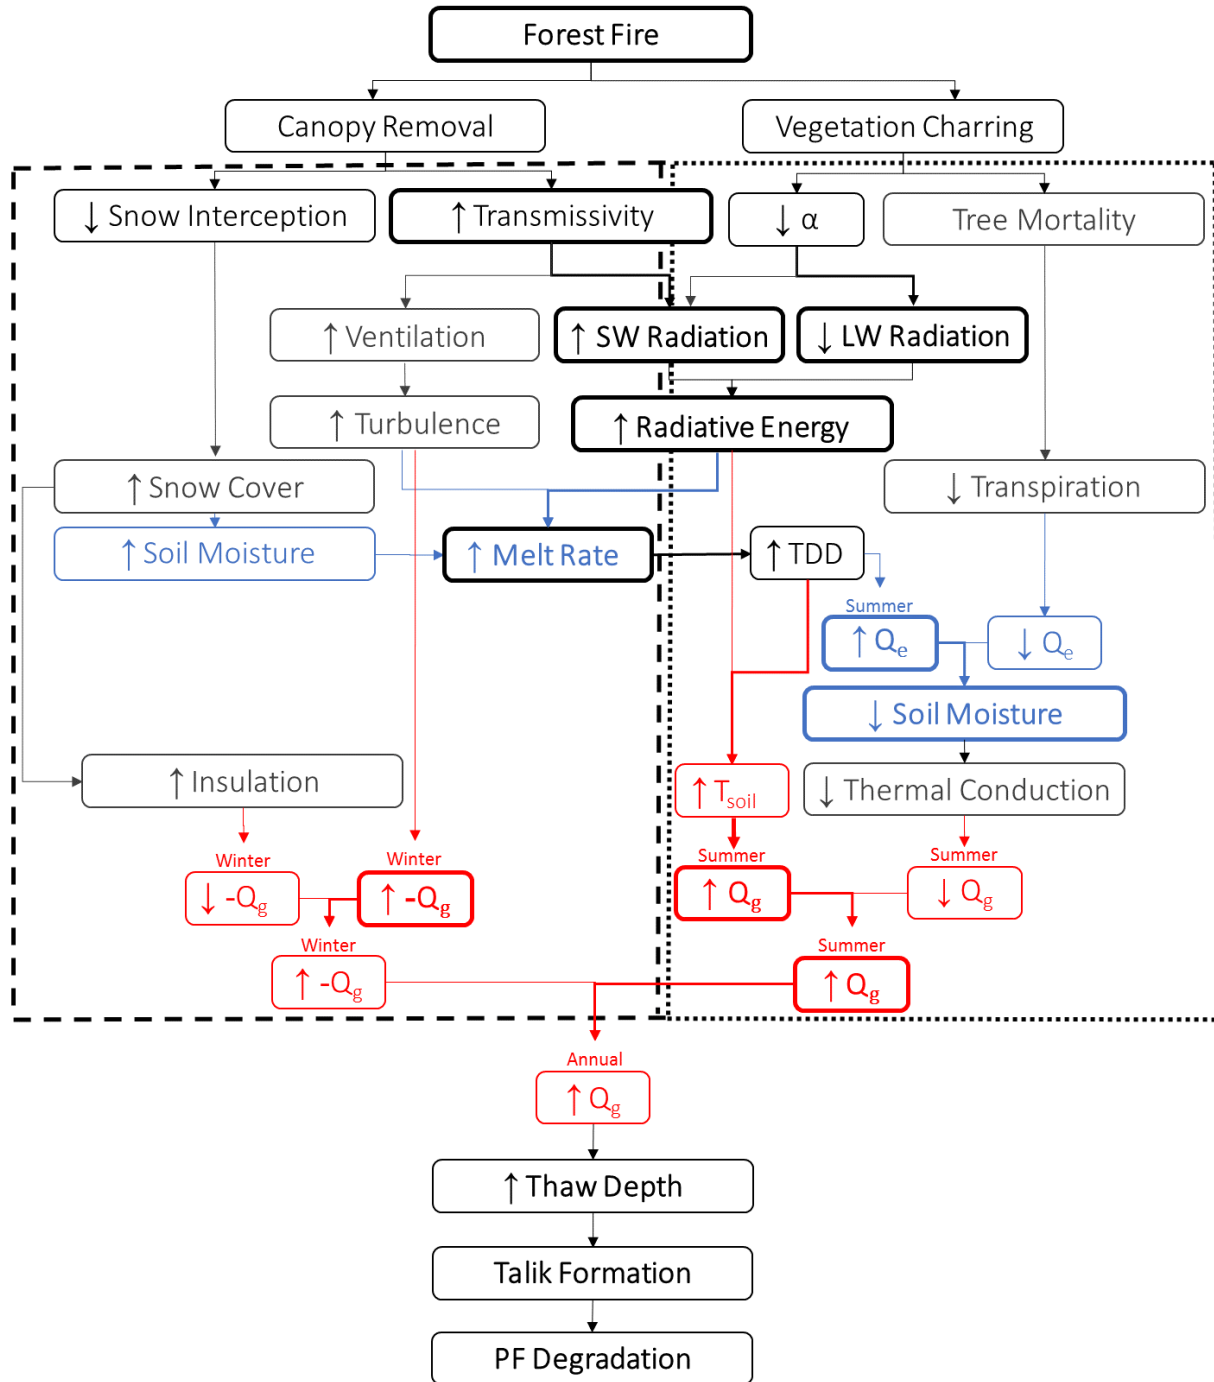 Forest Fire
Canopy Removal
Vegetation Charring
↓ Snow Interception
↑ Transmissivity
↓ α
Tree Mortality
↑ Ventilation
↑ SW Radiation
↓ LW Radiation
↑ Turbulence
↑ Radiative Energy
↑ Snow Cover
↓ Transpiration
↑ Soil Moisture
↑ Melt Rate
↑ TDD
Summer
↑ Qe
↓ Qe
↓ Soil Moisture
↑ Insulation
↑ Tsoil
↓ Thermal Conduction
Winter
↓ -Qg
Winter
↑ -Qg
Summer
↑ Qg
Summer
↓ Qg
Winter
↑ -Qg
Summer
↑ Qg
Annual
↑ Qg
↑ Thaw Depth
Talik Formation
PF Degradation